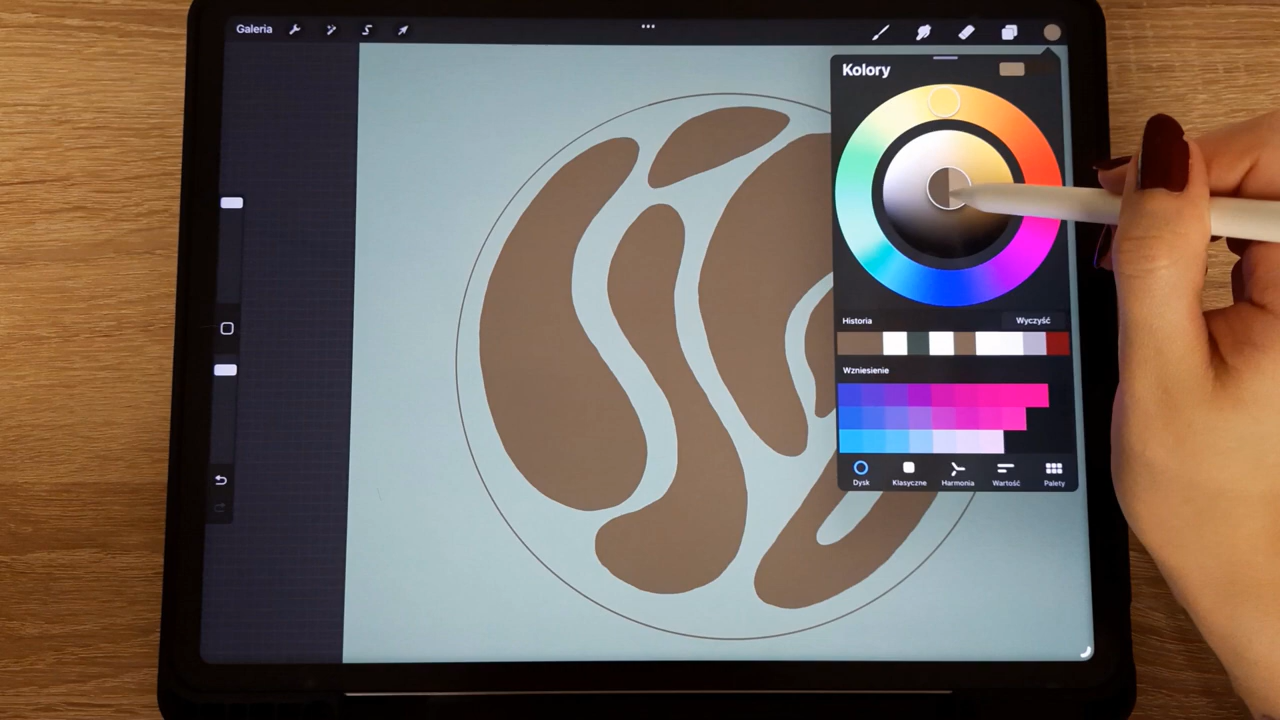 Galeria
Kolory
Historia Wyczyść
Wzniesienie
Dysk Klasyczne Harmonia Wartość Palety